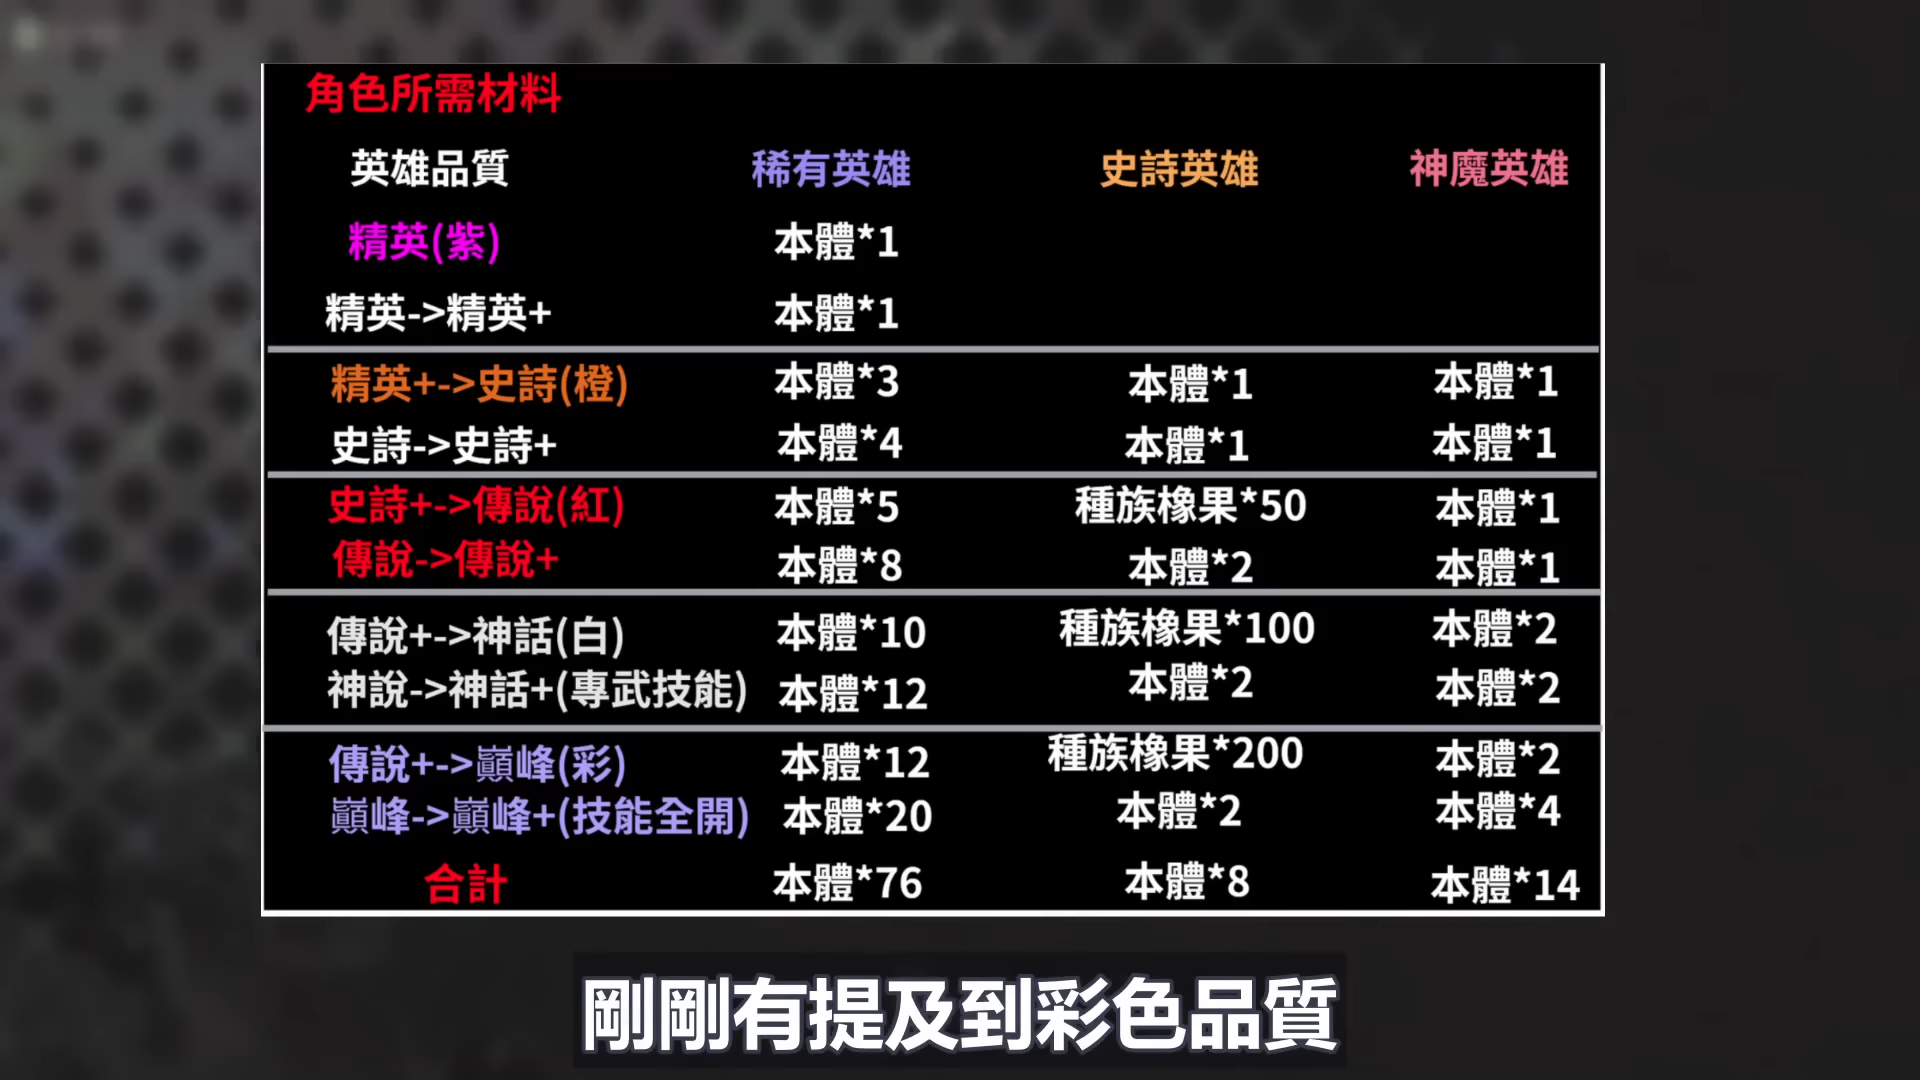 角色所需材料
英雄品質 稀有英雄 史詩英雄 神魔英雄
精英(紫) 本體*1
精英->精英+ 本體*1
精英+->史詩(橙) 本體*3 本體*1 本體*1
史詩->史詩+ 本體*4 本體*1 本體*1
史詩+->傳說(紅) 本體*5 種族橡果*50 本體*1
傳說->傳說+ 本體*8 本體*2 本體*1
傳說+->神話(白) 本體*10 種族橡果*100 本體*2
神說->神話+(專武技能) 本體*12 本體*2 本體*2
傳說+->巔峰(彩) 本體*12 種族橡果*200 本體*2
巔峰->巔峰+(技能全開) 本體*20 本體*2 本體*4
合計 本體*76 本體*8 本體*14
剛剛有提及到彩色品質